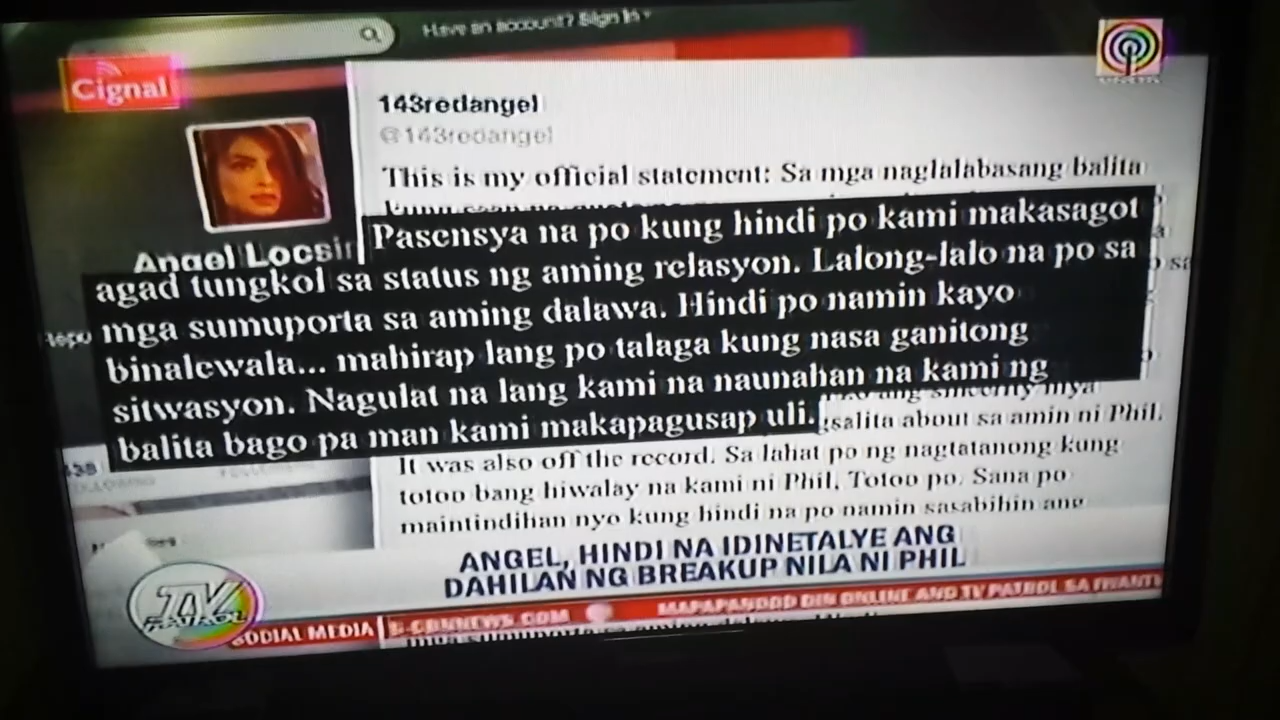 Have an account? Sign in
Cignal
143redangel
@143redangel
This is my official statement: Sa mga naglalabasang balita
Angel Locsin
Pasensya na po kung hindi po kami makasagot
agad tungkol sa status ng aming relasyon. Lalong-lalo na po sa
mga sumuporta sa aming dalawa. Hindi po namin kayo
binalewala... mahirap lang po talaga kung nasa ganitong
sitwasyon. Nagulat na lang kami na naunahan na kami ng
balita bago pa man kami makapagusap uli.
salita about sa amin ni Phil.
It was also off the record. Sa lahat po ng nagtatanong kung
totoo bang hiwalay na kami ni Phil, Totoo po. Sana po
maintindihan nyo kung hindi na po namin sasabihin ang
ANGEL, HINDI NA IDINETALYE ANG
DAHILAN NG BREAKUP NILA NI PHIL
TV
PATROL
SOCIAL MEDIA
MAPAPANOOD DIN ONLINE ANG TV PATROL SA